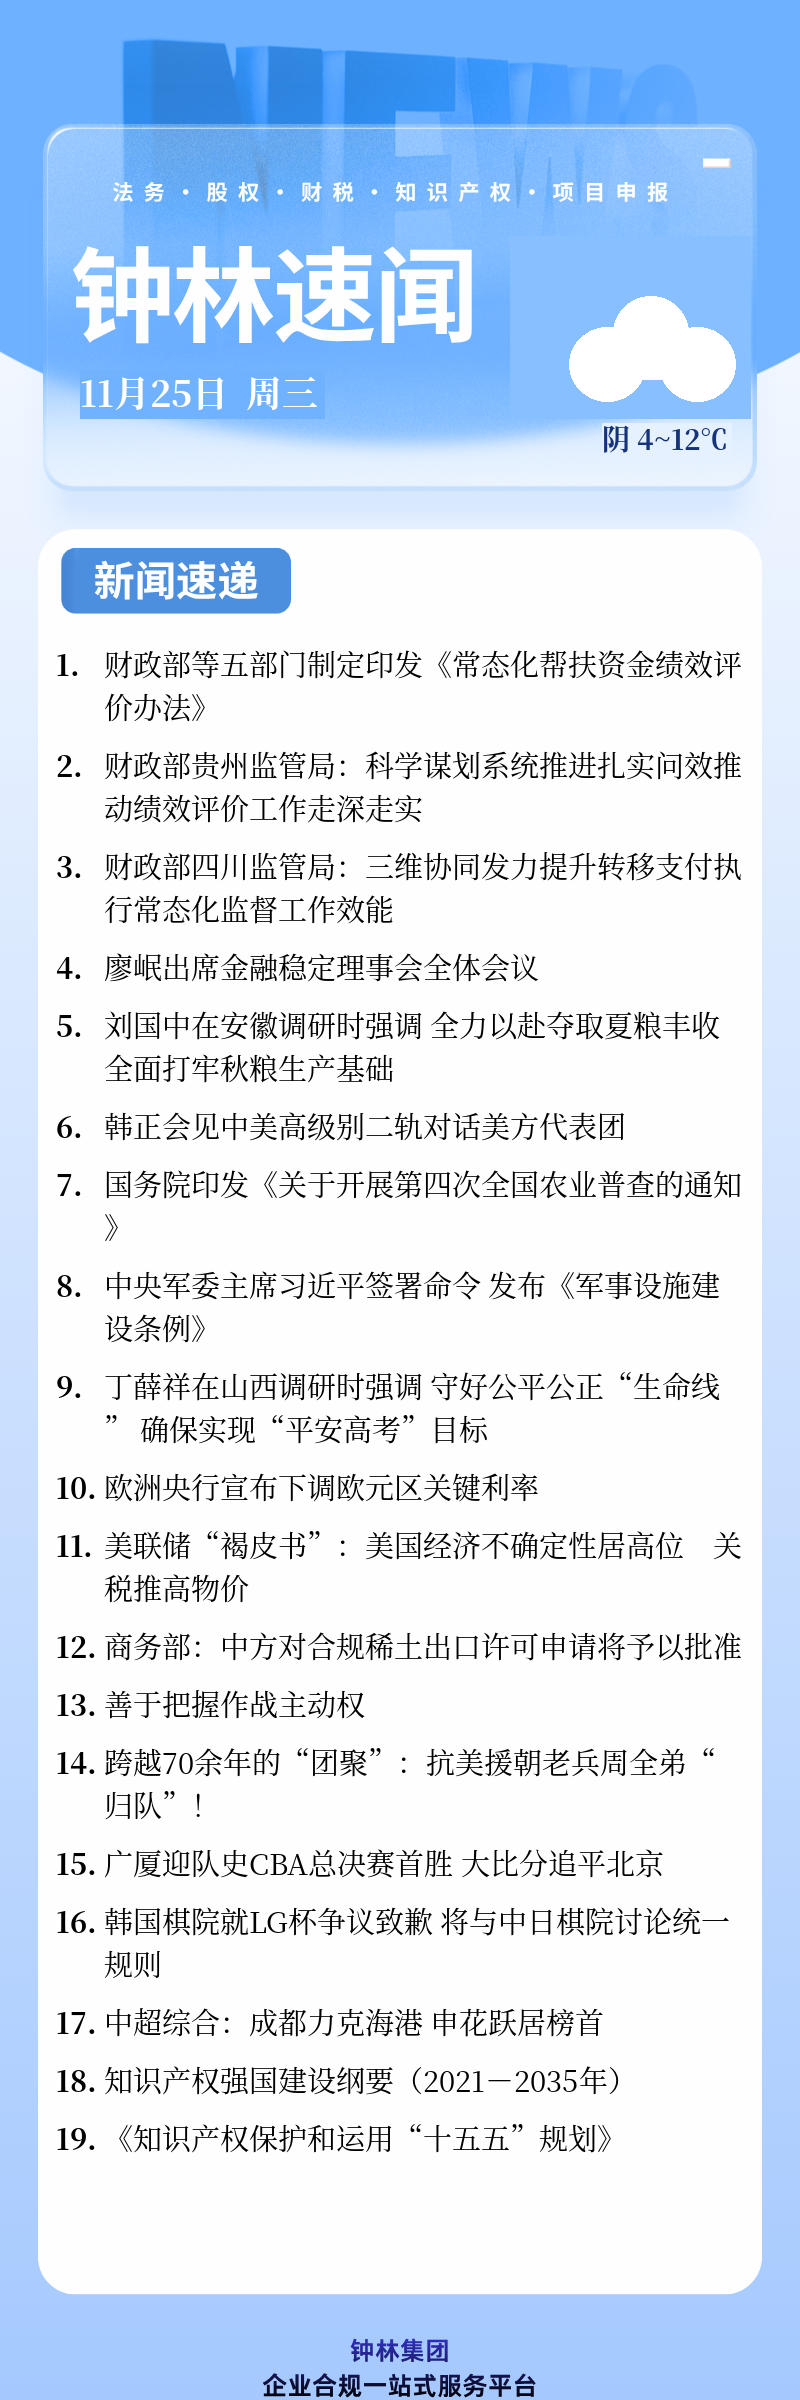 NEWS
法务·股权·财税·知识产权·项目申报
钟林速闻
11月25日 周三
阴 4~12℃
新闻速递
1. 财政部等五部门制定印发《常态化帮扶资金绩效评
价办法》
2. 财政部贵州监管局：科学谋划系统推进扎实问效推
动绩效评价工作走深走实
3. 财政部四川监管局：三维协同发力提升转移支付执
行常态化监督工作效能
4. 廖岷出席金融稳定理事会全体会议
5. 刘国中在安徽调研时强调 全力以赴夺取夏粮丰收
全面打牢秋粮生产基础
6. 韩正会见中美高级别二轨对话美方代表团
7. 国务院印发《关于开展第四次全国农业普查的通知
》
8. 中央军委主席习近平签署命令 发布《军事设施建
设条例》
9. 丁薛祥在山西调研时强调 守好公平公正“生命线
” 确保实现“平安高考”目标
10. 欧洲央行宣布下调欧元区关键利率
11. 美联储“褐皮书”：美国经济不确定性居高位　关
税推高物价
12. 商务部：中方对合规稀土出口许可申请将予以批准
13. 善于把握作战主动权
14. 跨越70余年的“团聚”：抗美援朝老兵周全弟“
归队”！
15. 广厦迎队史CBA总决赛首胜 大比分追平北京
16. 韩国棋院就LG杯争议致歉 将与中日棋院讨论统一
规则
17. 中超综合：成都力克海港 申花跃居榜首
18. 知识产权强国建设纲要（2021－2035年）
19. 《知识产权保护和运用“十五五”规划》
钟林集团
企业合规一站式服务平台